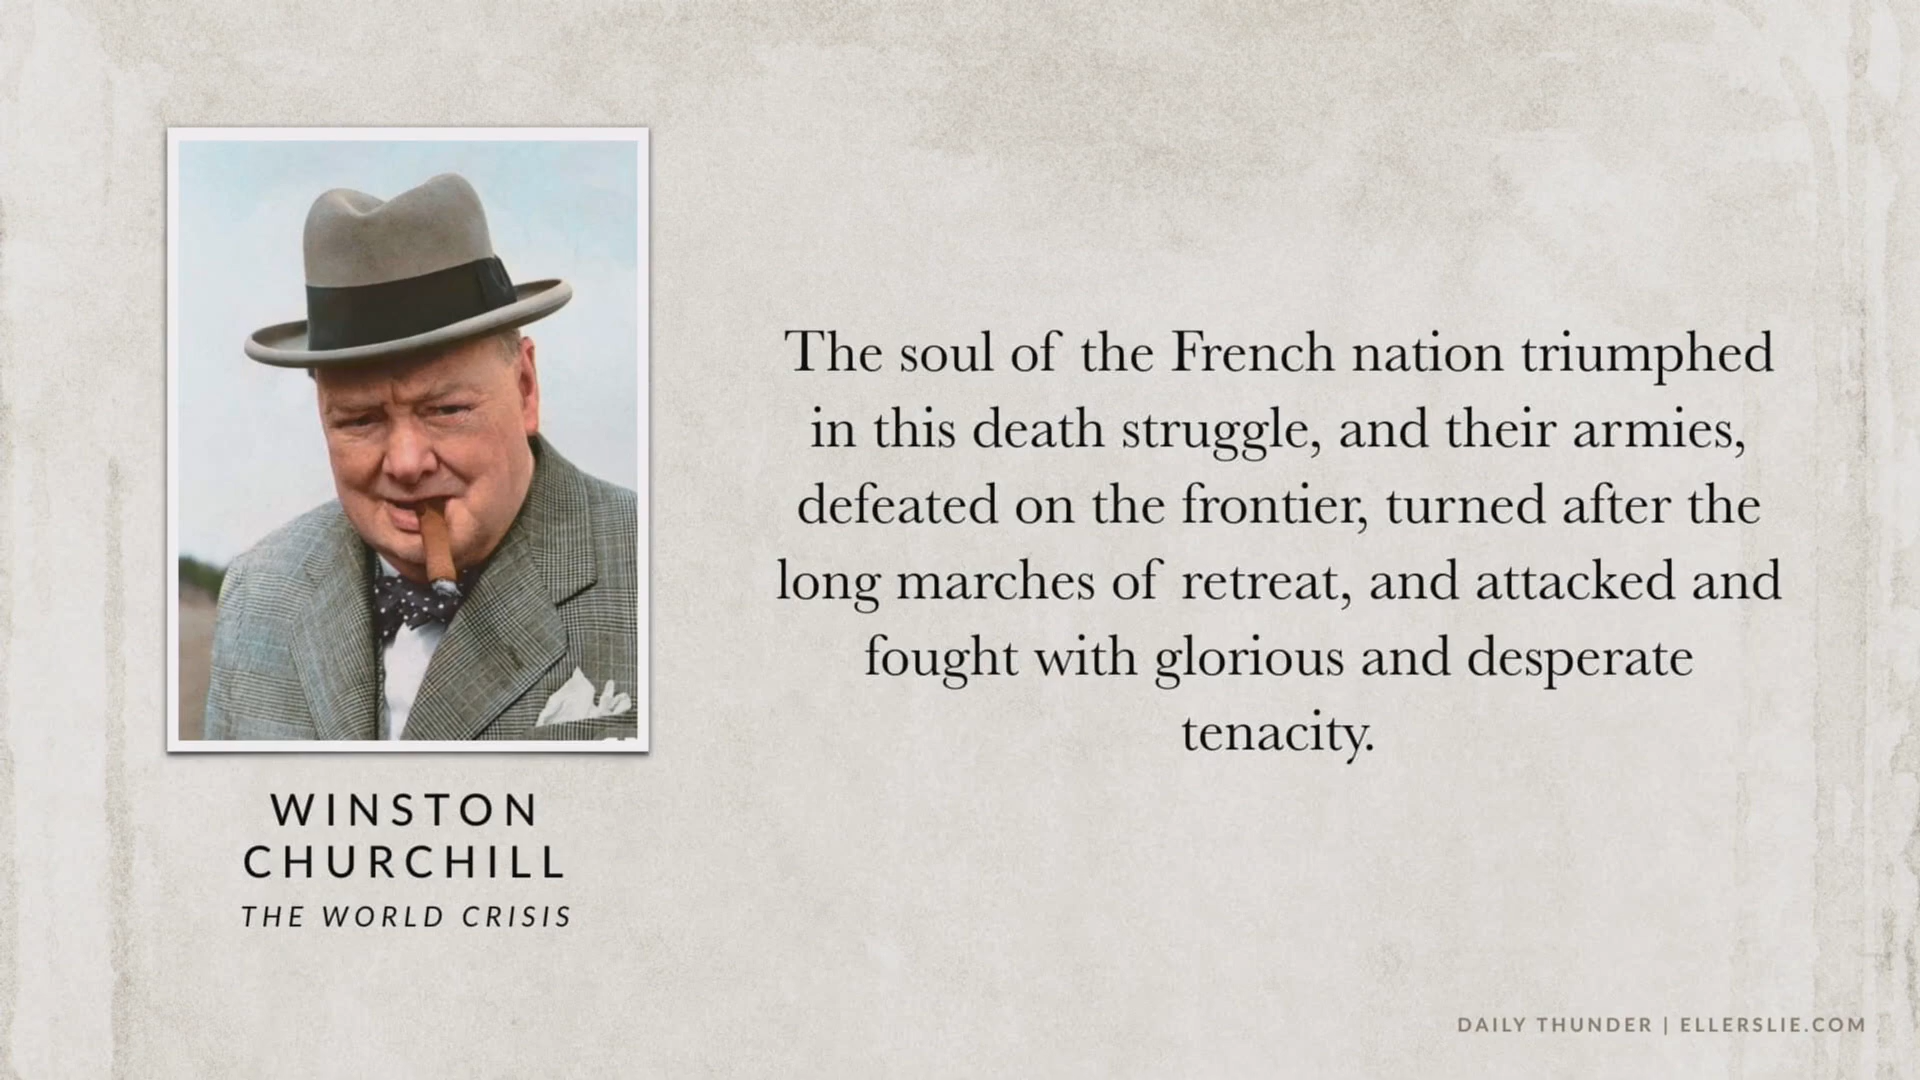 The soul of the French nation triumphed
in this death struggle, and their armies,
defeated on the frontier, turned after the
long marches of retreat, and attacked and
fought with glorious and desperate
tenacity.
WINSTON
CHURCHILL
THE WORLD CRISIS
DAILY THUNDER | ELLERSLIE.COM